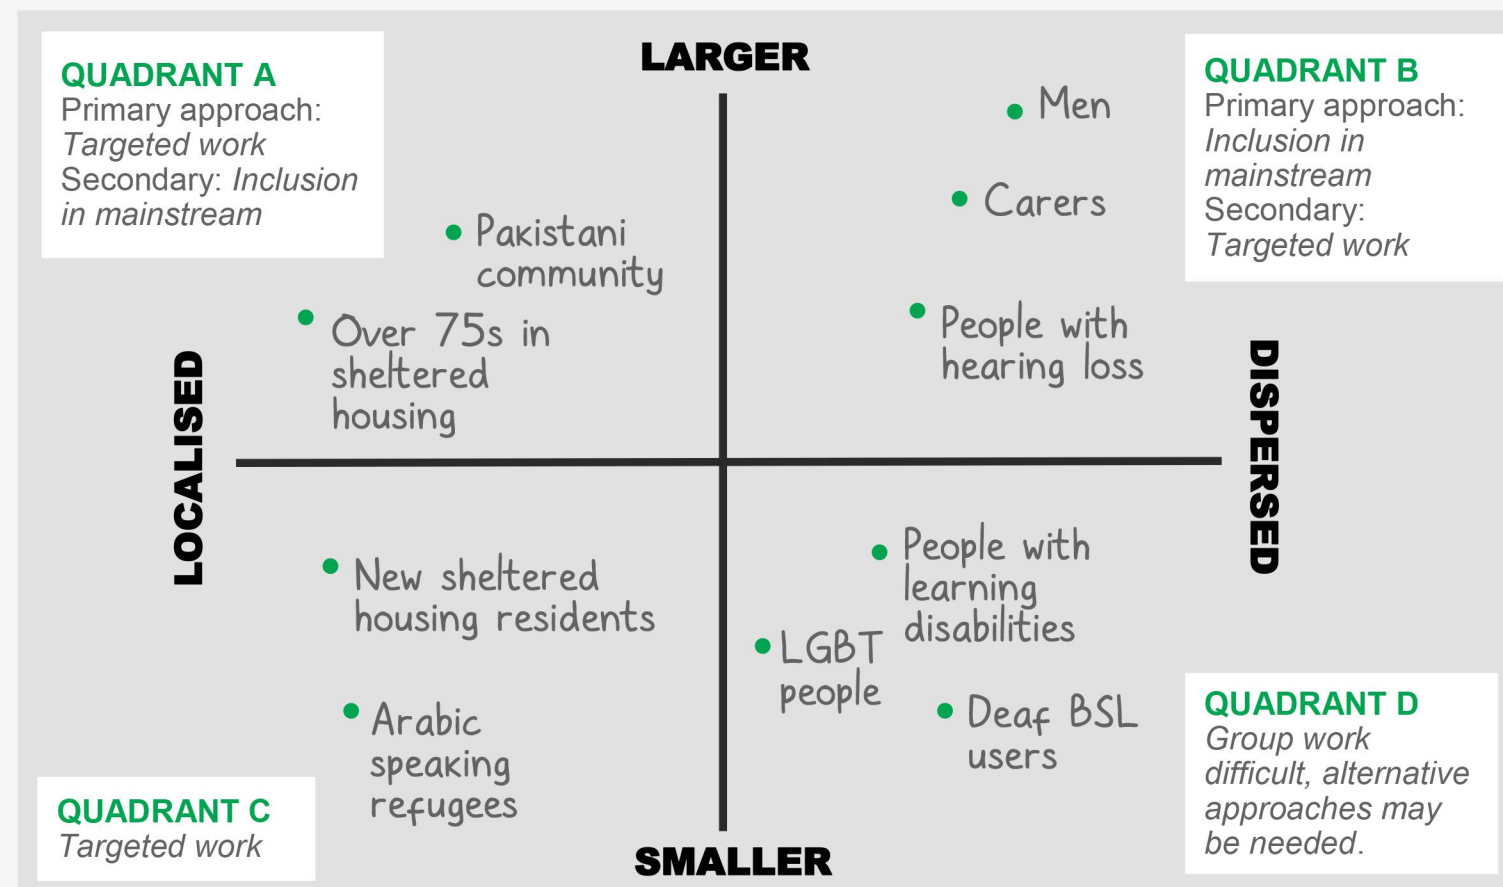 LARGER
QUADRANT A
Primary approach:
Targeted work
Secondary: Inclusion
in mainstream
QUADRANT B
Primary approach:
Inclusion in
mainstream
Secondary:
Targeted work
Men
Carers
Pakistani
community
Over 75s in
sheltered
housing
People with
hearing loss
LOCALISED
DISPERSED
New sheltered
housing residents
Arabic
speaking
refugees
People with
learning
disabilities
LGBT
people
Deaf BSL
users
QUADRANT C
Targeted work
QUADRANT D
Group work
difficult, alternative
approaches may
be needed.
SMALLER